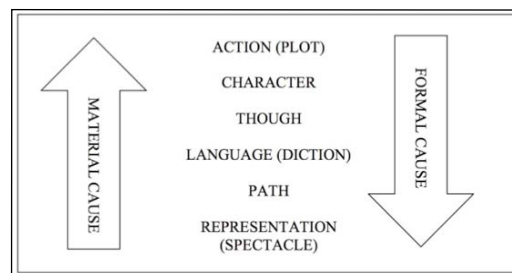 MATERIAL CAUSE
ACTION (PLOT)
CHARACTER
THOUGH
LANGUAGE (DICTION)
PATH
REPRESENTATION
(SPECTACLE)
FORMAL CAUSE